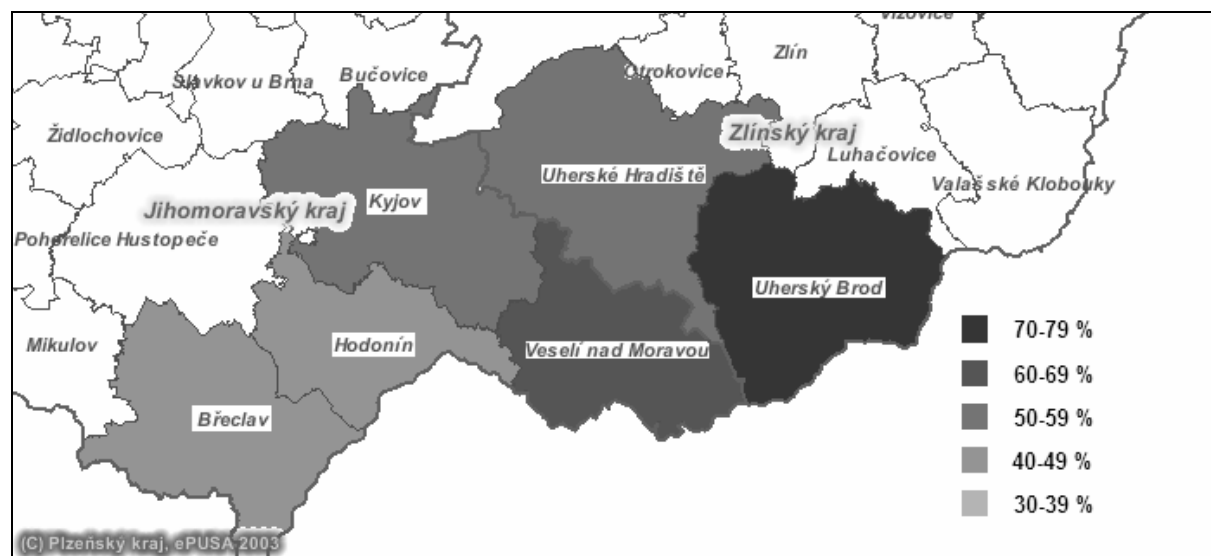 Vizovice
Zlín
Otrokovice
Bučovice
Slavkov u Brna
Židlochovice
Zlínský kraj
Luhačovice
Uherské Hradiště
Valašské Klobouky
Kyjov
Jihomoravský kraj
Pohořelice Hustopeče
Uherský Brod
70-79 %
Mikulov
Hodonín
Veselí nad Moravou
60-69 %
50-59 %
Břeclav
40-49 %
30-39 %
(C) Plzeňský kraj, ePUSA 2003